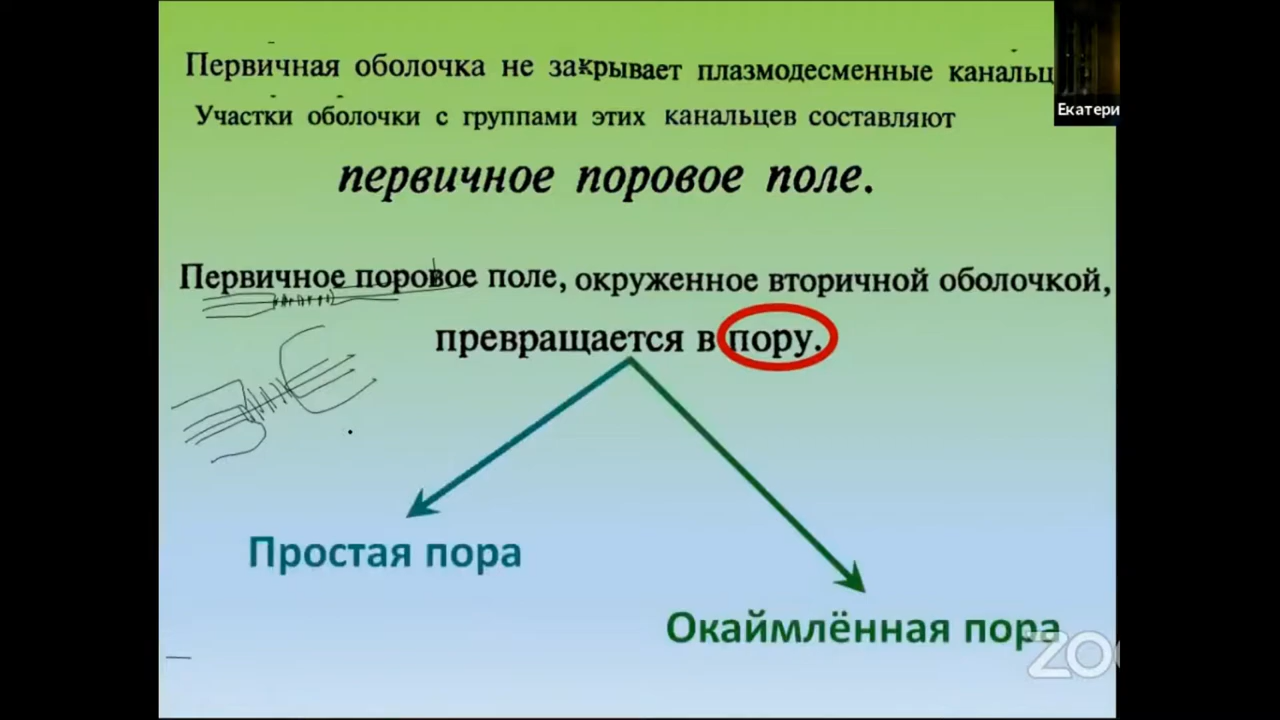 Первичная оболочка не закрывает плазмодесменные
Екатери
Участки оболочки с группами этих канальцев составляют
первичное поровое поле.
Первичное поровое поле, окруженное вторичной оболочкой,
превращается в пору.
Простая пора
Окаймлённая пора